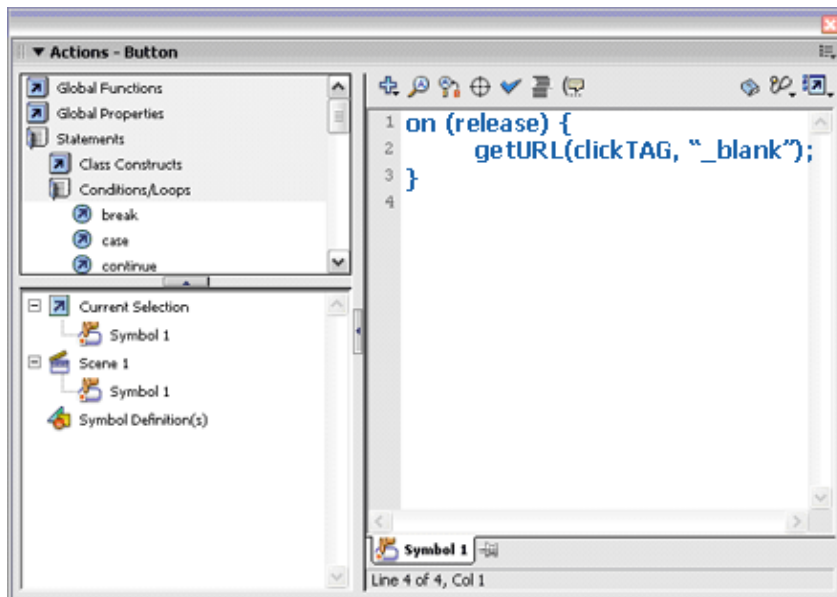 Actions - Button
Global Functions
Global Properties
Statements
Class Constructs
Conditions/Loops
break
case
continue
Current Selection
Symbol 1
Scene 1
Symbol 1
Symbol Definition(s)
1 on (release) {
2 getURL(clickTAG, “_blank”);
3 }
4
Symbol 1
Line 4 of 4, Col 1